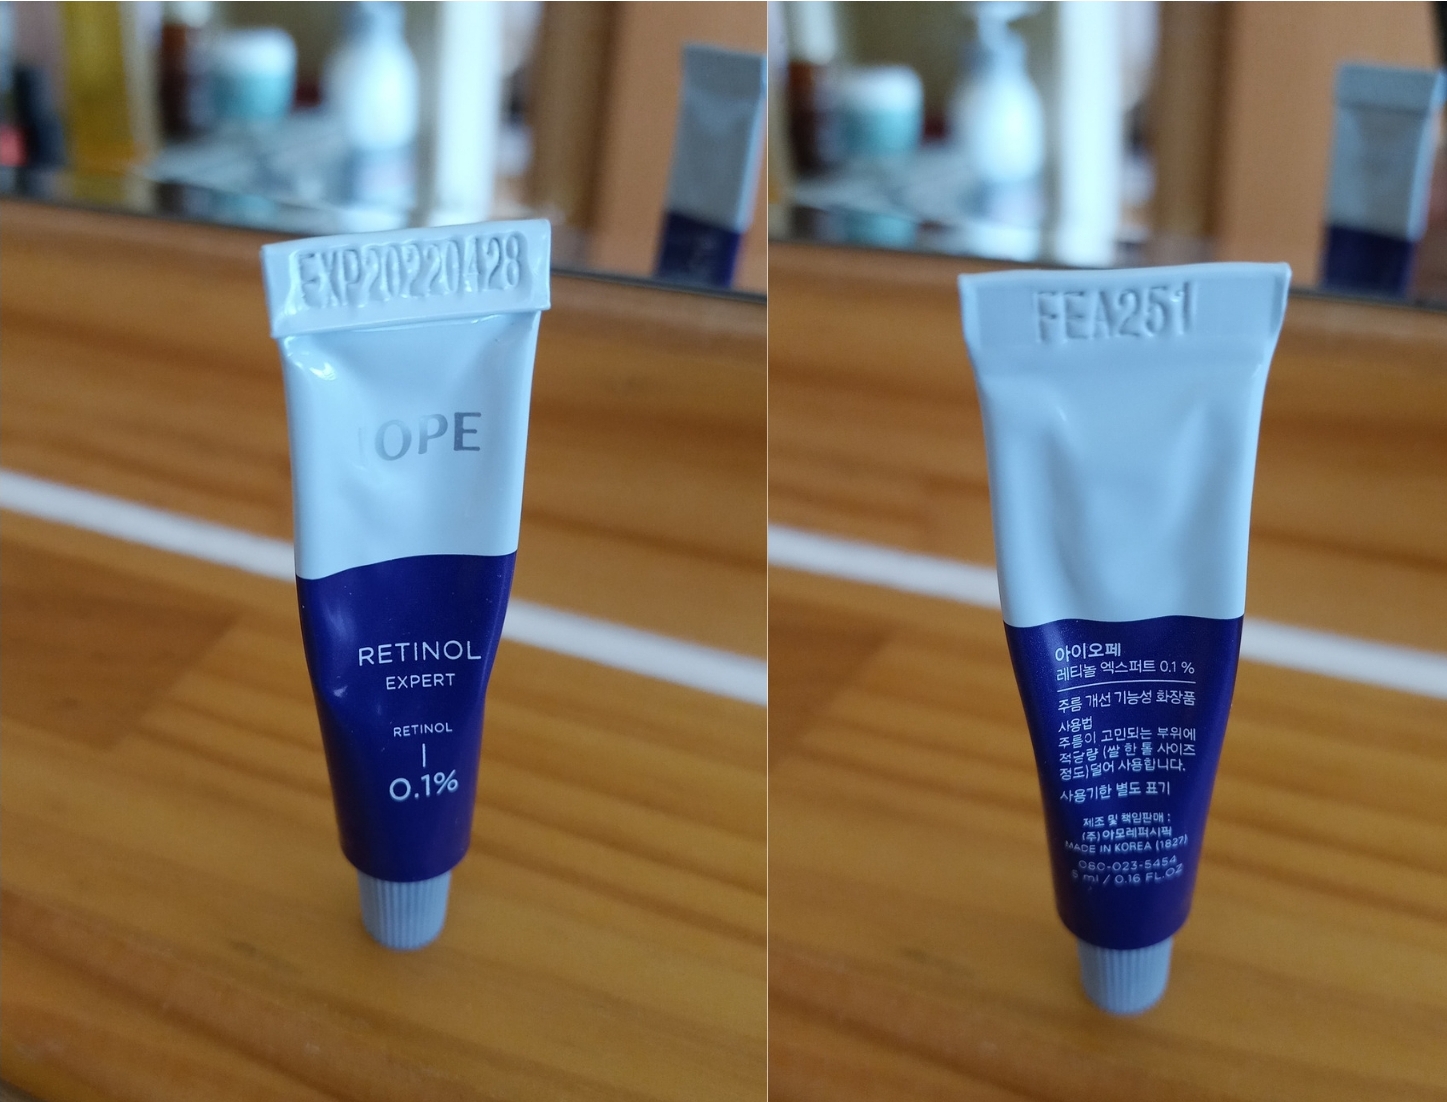 EXP20220428
IOPE
RETINOL
EXPERT
RETINOL
0.1%
FEA251
아이오페
레티놀 엑스퍼트 0.1 %
주름 개선 기능성 화장품
사용법
주름이 고민되는 부위에
적당량 (쌀 한 톨 사이즈
정도)덜어 사용합니다.
사용기한 별도 표기
제조 및 책임판매 :
(주)아모레퍼시픽
MADE IN KOREA (1827)
080-023-5454
5 ml / 0.16 FL.OZ